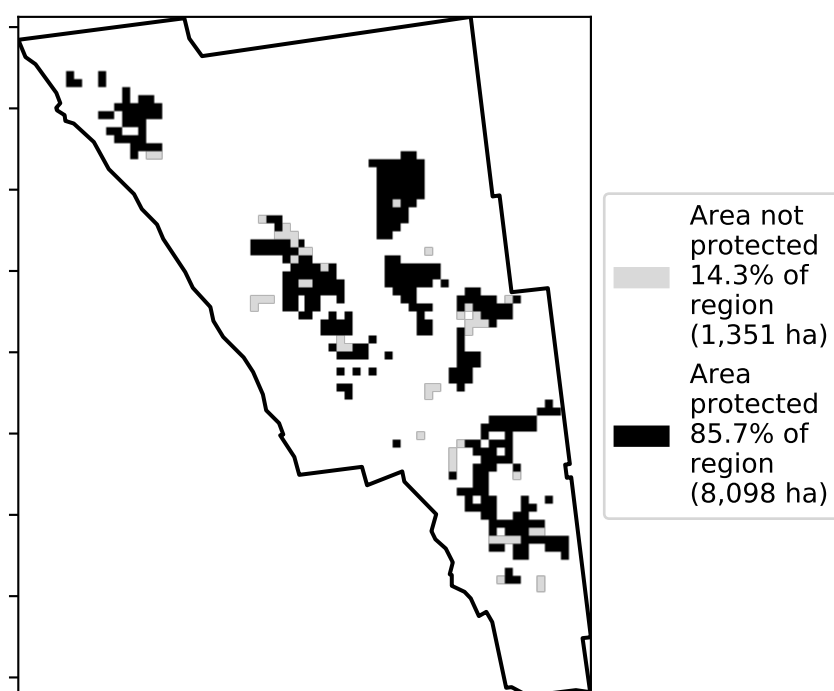 Area not
protected
14.3% of
region
(1,351 ha)
Area
protected
85.7% of
region
(8,098 ha)